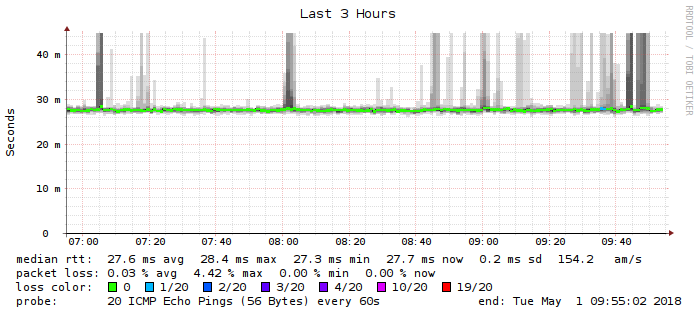 Last 3 Hours
RRDTOOL / TOBI OETIKER
Seconds
40 m
30 m
20 m
10 m
0
07:00 07:20 07:40 08:00 08:20 08:40 09:00 09:20 09:40
median rtt: 27.6 ms avg 28.4 ms max 27.3 ms min 27.7 ms now 0.2 ms sd 154.2 am/s
packet loss: 0.03 % avg 4.42 % max 0.00 % min 0.00 % now
loss color: 0 1/20 2/20 3/20 4/20 10/20 19/20
probe: 20 ICMP Echo Pings (56 Bytes) every 60s end: Tue May 1 09:55:02 2018